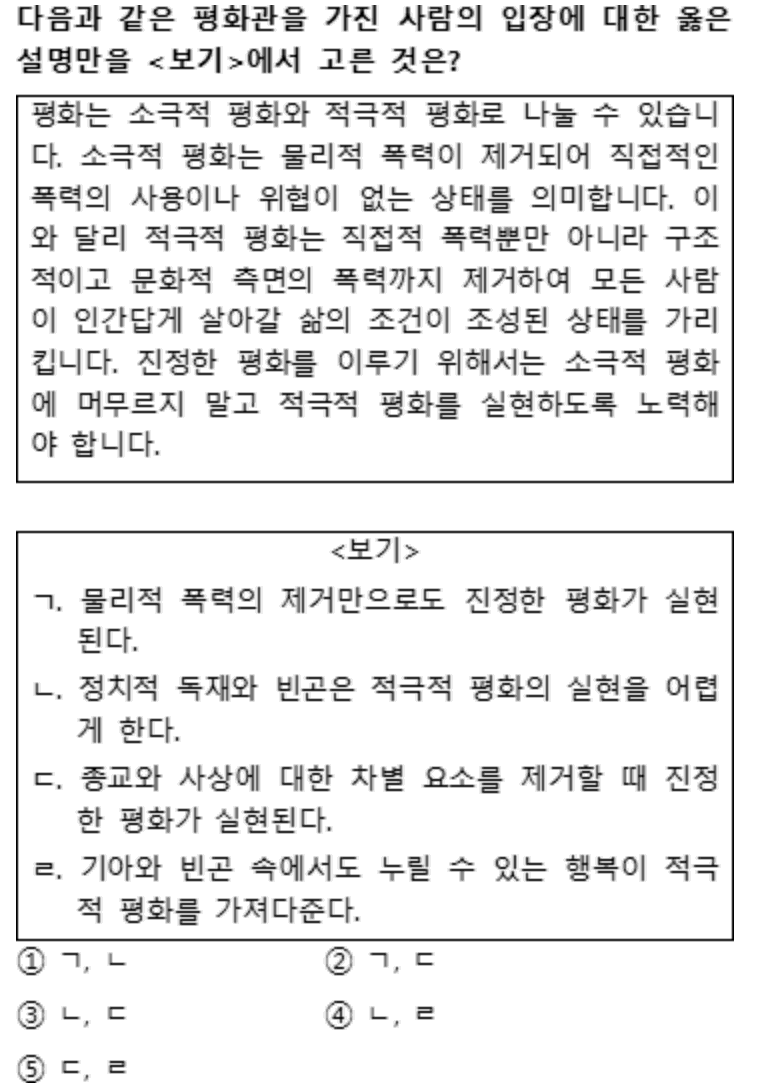 다음과 같은 평화관을 가진 사람의 입장에 대한 옳은
설명만을 <보기>에서 고른 것은?
평화는 소극적 평화와 적극적 평화로 나눌 수 있습니
다. 소극적 평화는 물리적 폭력이 제거되어 직접적인
폭력의 사용이나 위협이 없는 상태를 의미합니다. 이
와 달리 적극적 평화는 직접적 폭력뿐만 아니라 구조
적이고 문화적 측면의 폭력까지 제거하여 모든 사람
이 인간답게 살아갈 삶의 조건이 조성된 상태를 가리
킵니다. 진정한 평화를 이루기 위해서는 소극적 평화
에 머무르지 말고 적극적 평화를 실현하도록 노력해
야 합니다.
<보기>
ㄱ. 물리적 폭력의 제거만으로도 진정한 평화가 실현
된다.
ㄴ. 정치적 독재와 빈곤은 적극적 평화의 실현을 어렵
게 한다.
ㄷ. 종교와 사상에 대한 차별 요소를 제거할 때 진정
한 평화가 실현된다.
ㄹ. 기아와 빈곤 속에서도 누릴 수 있는 행복이 적극
적 평화를 가져다준다.
① ㄱ, ㄴ ② ㄱ, ㄷ
③ ㄴ, ㄷ ④ ㄴ, ㄹ
⑤ ㄷ, ㄹ